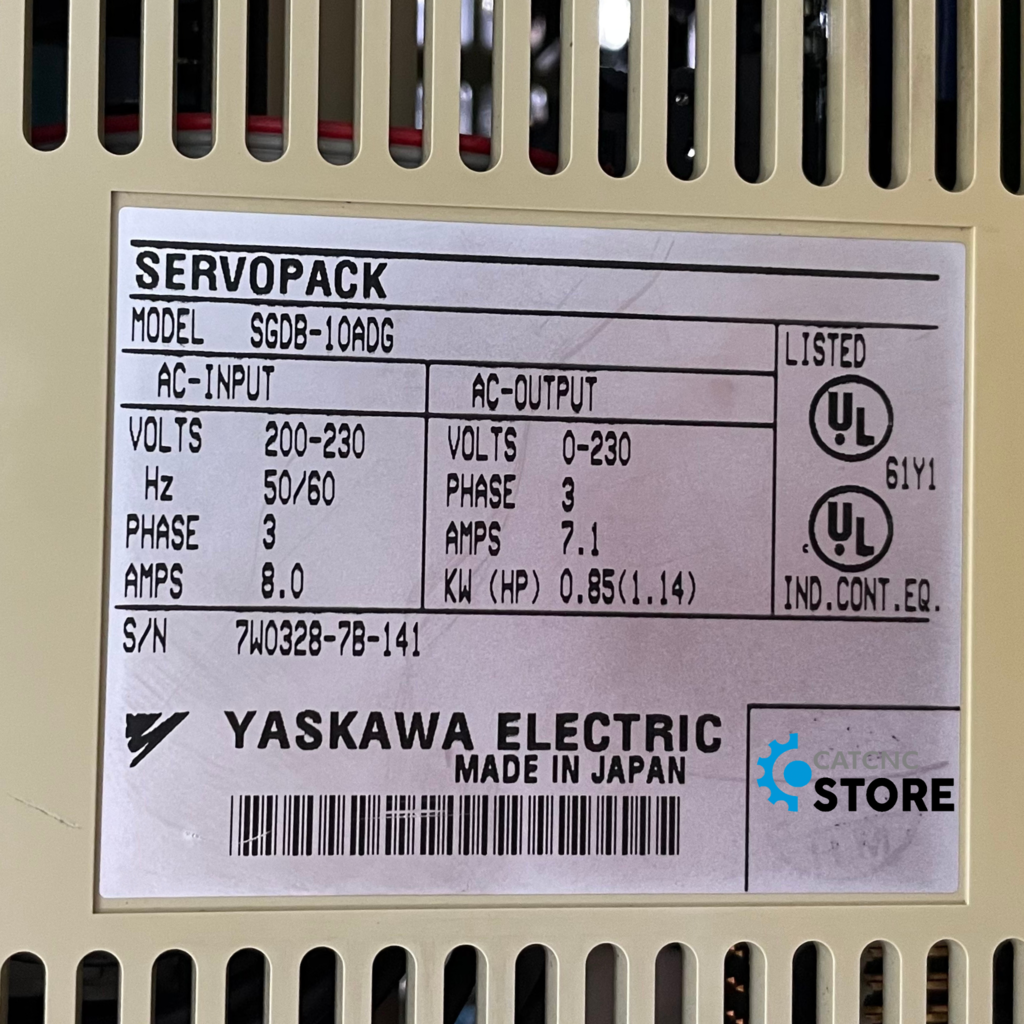 SERVOPACK
MODEL SGDB-10ADG
LISTED
AC-INPUT AC-OUTPUT
UL
VOLTS 200-230 VOLTS 0-230
61Y1
Hz 50/60 PHASE 3
PHASE 3 AMPS 7.1
c UL
AMPS 8.0 KW (HP) 0.85(1.14)
IND.CONT.EQ.
S/N 7W0328-7B-141
YASKAWA ELECTRIC
MADE IN JAPAN
CATCNC
STORE